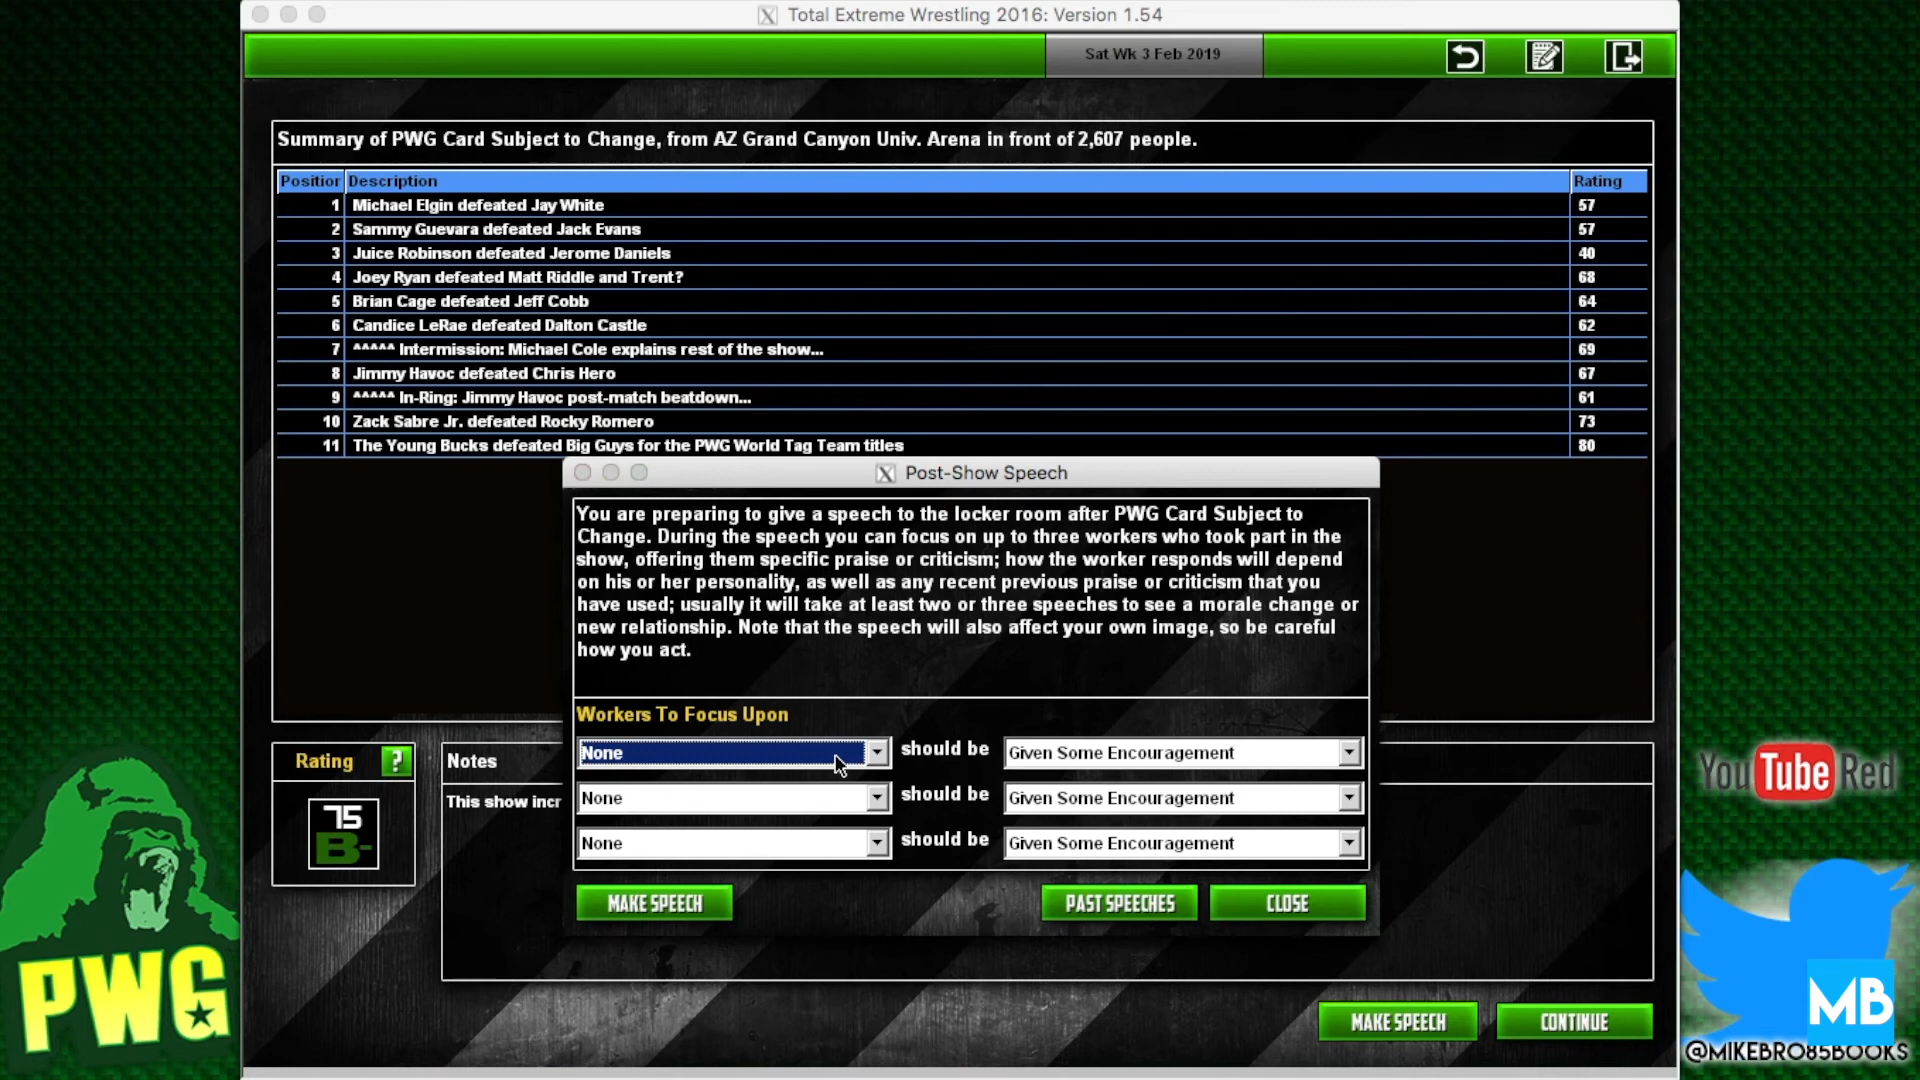 Total Extreme Wrestling 2016: Version 1.54
Sat Wk 3 Feb 2019
Summary of PWG Card Subject to Change, from AZ Grand Canyon Univ. Arena in front of 2,607 people.
Position Description Rating
1 Michael Elgin defeated Jay White 57
2 Sammy Guevara defeated Jack Evans 57
3 Juice Robinson defeated Jerome Daniels 40
4 Joey Ryan defeated Matt Riddle and Trent? 68
5 Brian Cage defeated Jeff Cobb 64
6 Candice LeRae defeated Dalton Castle 62
7 ^^^^^ Intermission: Michael Cole explains rest of the show... 69
8 Jimmy Havoc defeated Chris Hero 67
9 ^^^^^ In-Ring: Jimmy Havoc post-match beatdown... 61
10 Zack Sabre Jr. defeated Rocky Romero 73
11 The Young Bucks defeated Big Guys for the PWG World Tag Team titles 80
Post-Show Speech
You are preparing to give a speech to the locker room after PWG Card Subject to
Change. During the speech you can focus on up to three workers who took part in the
show, offering them specific praise or criticism; how the worker responds will depend
on his or her personality, as well as any recent previous praise or criticism that you
have used; usually it will take at least two or three speeches to see a morale change or
new relationship. Note that the speech will also affect your own image, so be careful
how you act.
Workers To Focus Upon
None should be Given Some Encouragement
None should be Given Some Encouragement
None should be Given Some Encouragement
MAKE SPEECH PAST SPEECHES CLOSE
Rating ?
75
B-
Notes
This show incr
MAKE SPEECH CONTINUE
PWG
YouTube Red
MB
@MIKEBRO85BOOKS